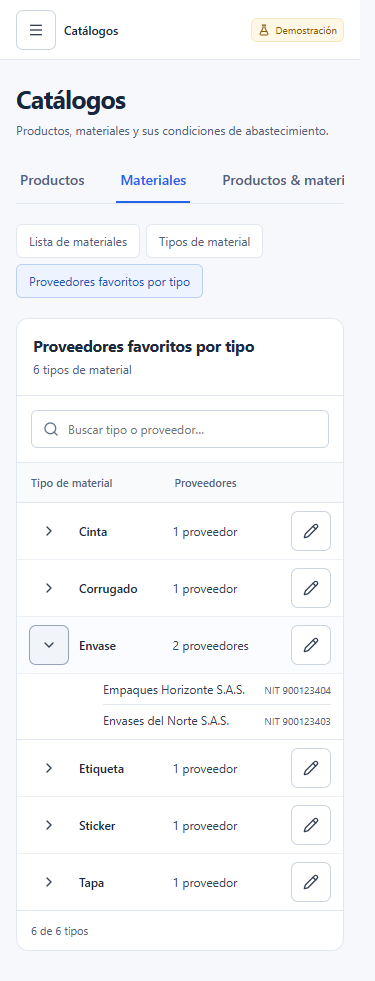 Catálogos
Demostración
Catálogos
Productos, materiales y sus condiciones de abastecimiento.
Productos Materiales Productos & materi
Lista de materiales Tipos de material
Proveedores favoritos por tipo
Proveedores favoritos por tipo
6 tipos de material
Buscar tipo o proveedor...
Tipo de material Proveedores
Cinta 1 proveedor
Corrugado 1 proveedor
Envase 2 proveedores
Empaques Horizonte S.A.S. NIT 900123404
Envases del Norte S.A.S. NIT 900123403
Etiqueta 1 proveedor
Sticker 1 proveedor
Tapa 1 proveedor
6 de 6 tipos